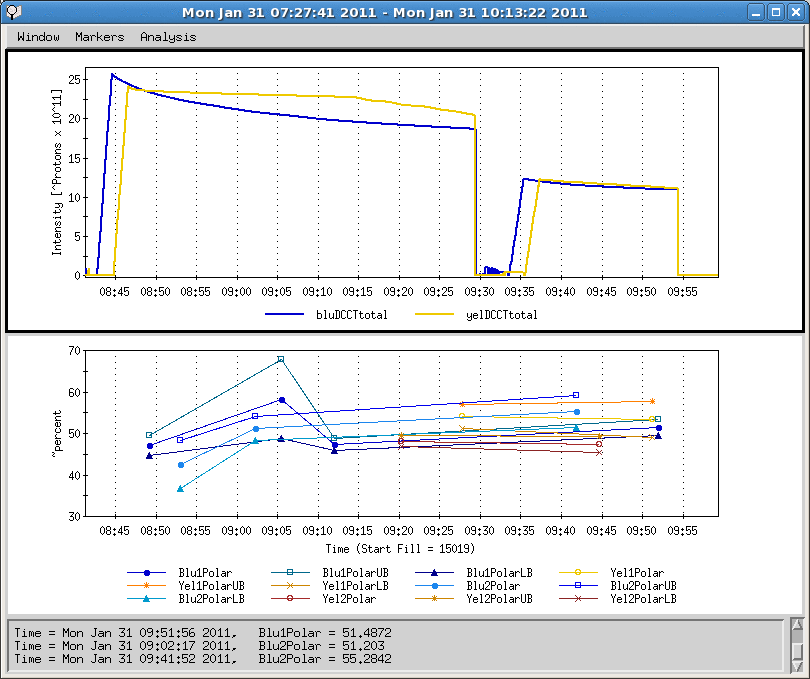 Mon Jan 31 07:27:41 2011 - Mon Jan 31 10:13:22 2011
Window Markers Analysis
Intensity [^Protons x 10^11]
25
20
15
10
5
0
08:45 08:50 08:55 09:00 09:05 09:10 09:15 09:20 09:25 09:30 09:35 09:40 09:45 09:50 09:55
bluDCCTtotal yelDCCTtotal
^percent
70
60
50
40
30
08:45 08:50 08:55 09:00 09:05 09:10 09:15 09:20 09:25 09:30 09:35 09:40 09:45 09:50 09:55
Time (Start Fill = 15019)
Blu1Polar Blu1PolarUB Blu1PolarLB Yel1Polar
Yel1PolarUB Yel1PolarLB Blu2Polar Blu2PolarUB
Blu2PolarLB Yel2Polar Yel2PolarUB Yel2PolarLB
Time = Mon Jan 31 09:51:56 2011, Blu1Polar = 51.4872
Time = Mon Jan 31 09:02:17 2011, Blu2Polar = 51.203
Time = Mon Jan 31 09:41:52 2011, Blu2Polar = 55.2842